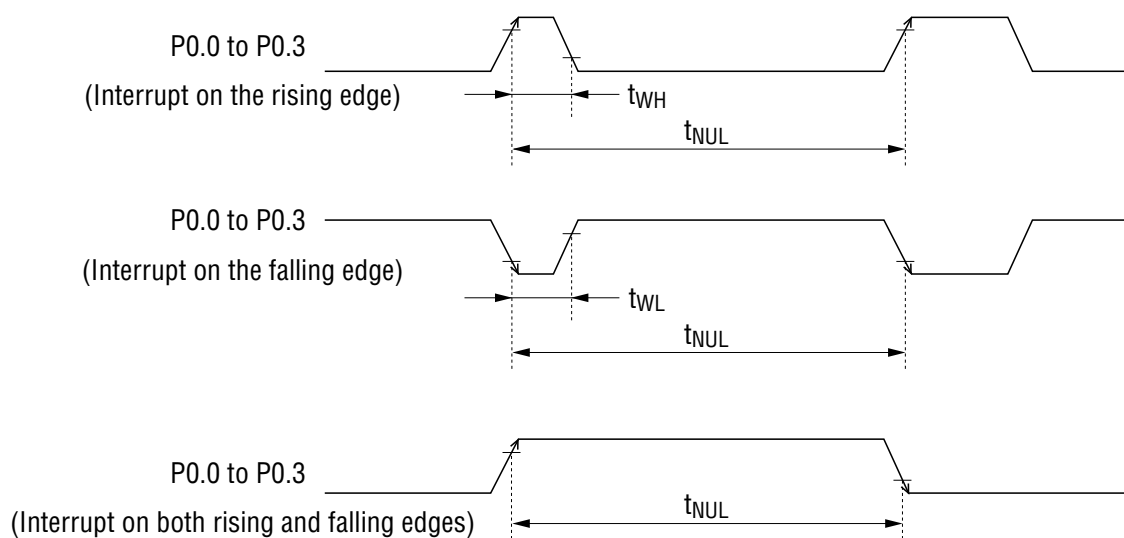 P0.0 to P0.3
(Interrupt on the rising edge)
tWH
tNUL
P0.0 to P0.3
(Interrupt on the falling edge)
tWL
tNUL
P0.0 to P0.3
(Interrupt on both rising and falling edges)
tNUL